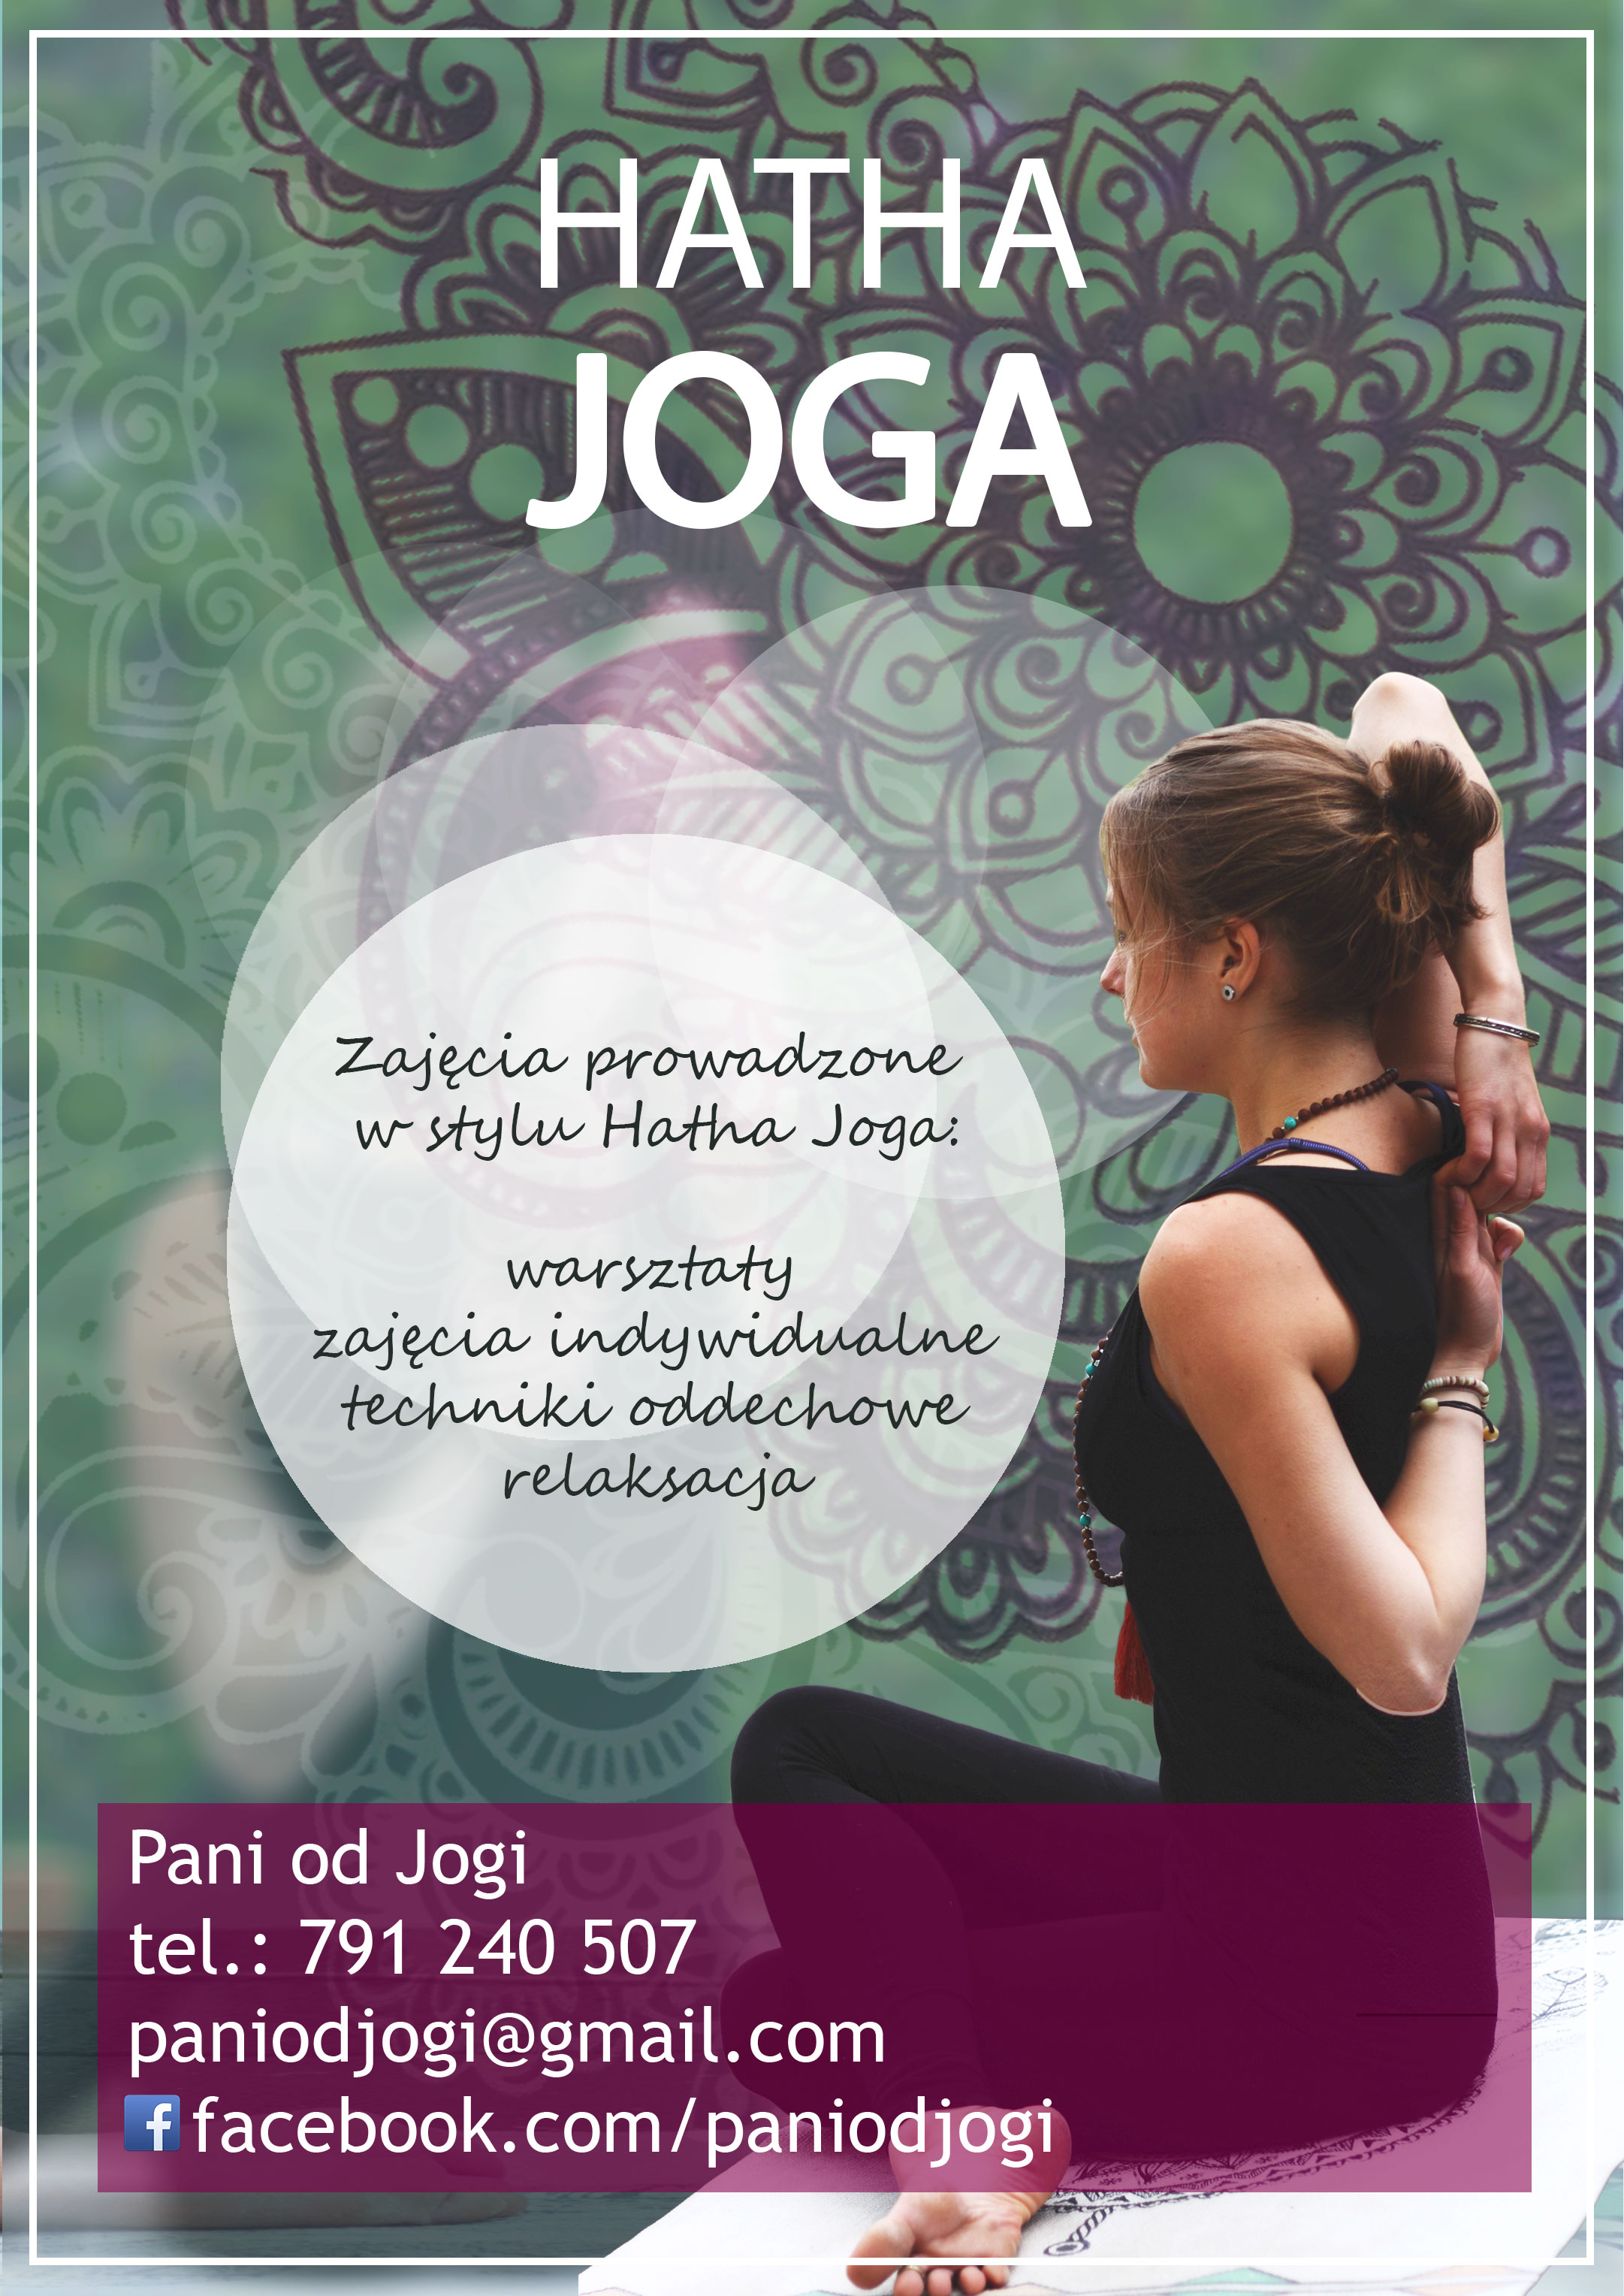 HATHA
JOGA
Zajęcia prowadzone
w stylu Hatha Joga:
warsztaty
zajęcia indywidualne
techniki oddechowe
relaksacja
Pani od Jogi
tel.: 791 240 507
paniodjogi@gmail.com
facebook.com/paniodjogi